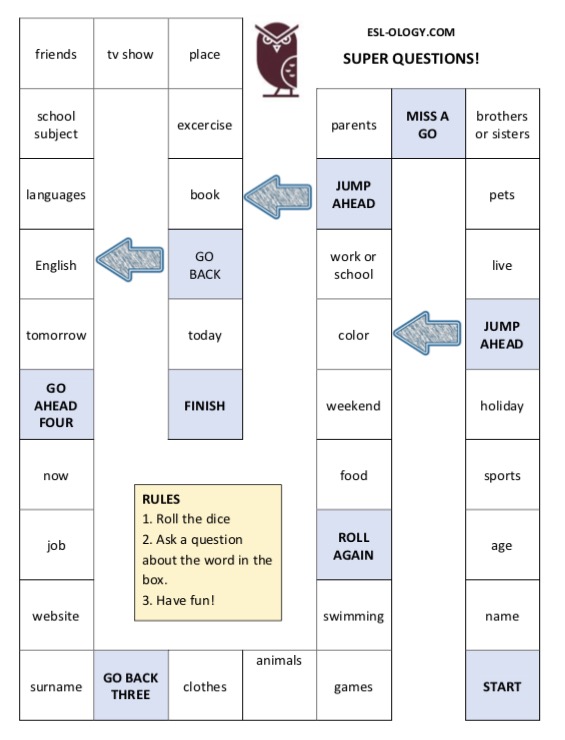 ESL-OLOGY.COM
SUPER QUESTIONS!
friends
tv show
place
school
subject
excercise
parents
MISS A
GO
brothers
or sisters
languages
book
JUMP
AHEAD
pets
English
GO
BACK
work or
school
live
tomorrow
today
color
JUMP
AHEAD
GO
AHEAD
FOUR
FINISH
weekend
holiday
now
food
sports
RULES
1. Roll the dice
2. Ask a question
about the word in the
box.
3. Have fun!
job
ROLL
AGAIN
age
website
swimming
name
surname
GO BACK
THREE
clothes
animals
games
START